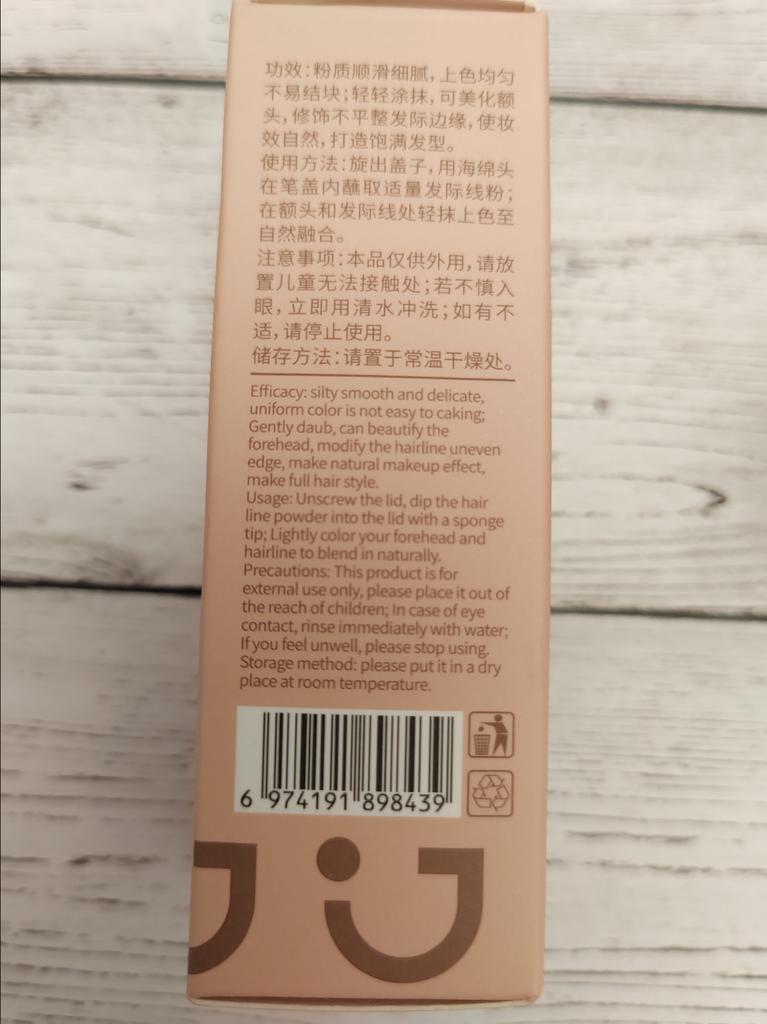 功效：粉质顺滑细腻，上色均匀
不易结块；轻轻涂抹，可美化额
头，修饰不平整发际边缘，使妆
效自然，打造饱满发型。
使用方法：旋出盖子，用海绵头
在笔盖内蘸取适量发际线粉；
在额头和发际线处轻抹上色至
自然融合。
注意事项：本品仅供外用，请放
置儿童无法接触处；若不慎入
眼，立即用清水冲洗；如有不
适，请停止使用。
储存方法：请置于常温干燥处。
Efficacy: silty smooth and delicate,
uniform color is not easy to caking;
Gently daub, can beautify the
forehead, modify the hairline uneven
edge, make natural makeup effect,
make full hair style.
Usage: Unscrew the lid, dip the hair
line powder into the lid with a sponge
tip; Lightly color your forehead and
hairline to blend in naturally.
Precautions: This product is for
external use only, please place it out of
the reach of children; In case of eye
contact, rinse immediately with water;
If you feel unwell, please stop using.
Storage method: please put it in a dry
place at room temperature.
6 974191 898439